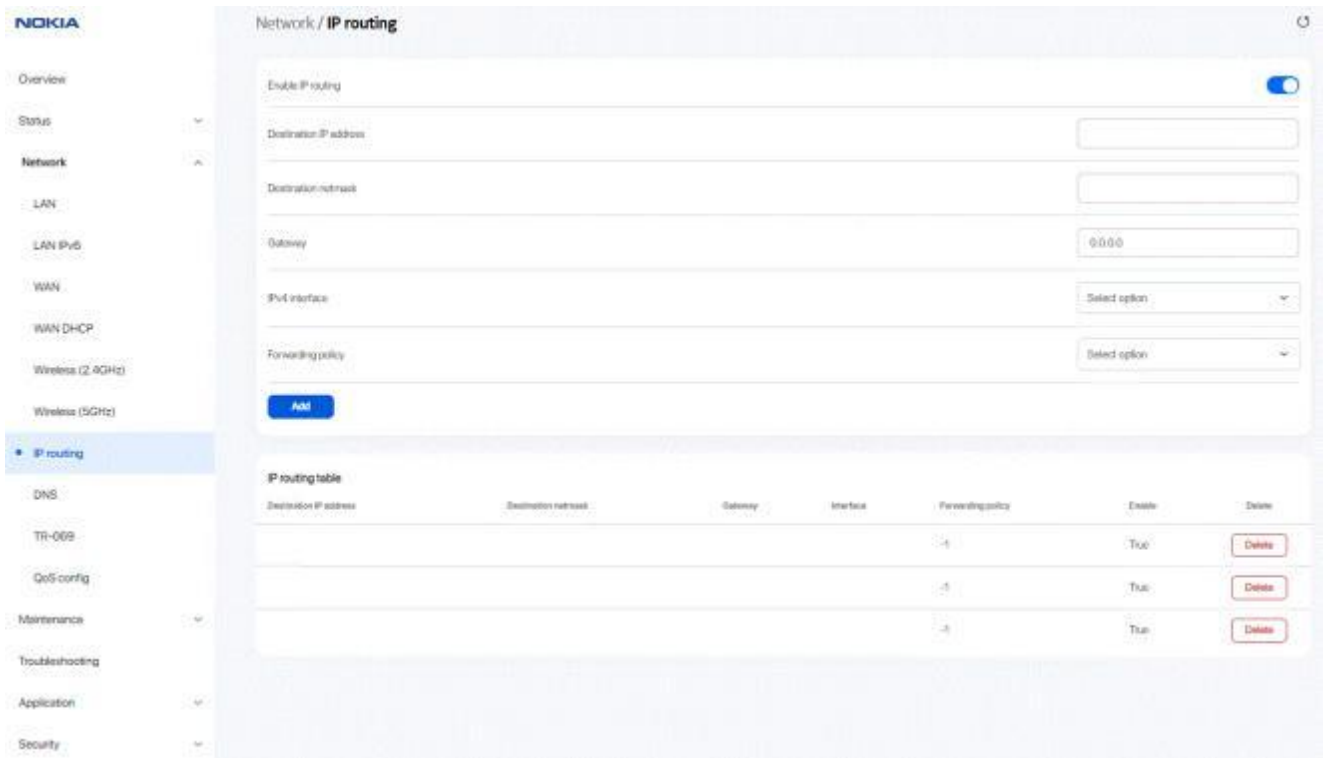 NOKIA
Network / IP routing
Overview
Status
Network
LAN
LAN IPv6
WAN
WAN DHCP
Wireless (2.4GHz)
Wireless (5GHz)
IP routing
DNS
TR-069
QoS config
Maintenance
Troubleshooting
Application
Security
Enable IP routing
Destination IP address
Destination netmask
Gateway 0.0.0.0
IPv4 interface Select option
Forwarding policy Select option
Add
IP routing table
Destination IP address Destination netmask Gateway Interface Forwarding policy Enable Delete
-1 True Delete
-1 True Delete
-1 True Delete